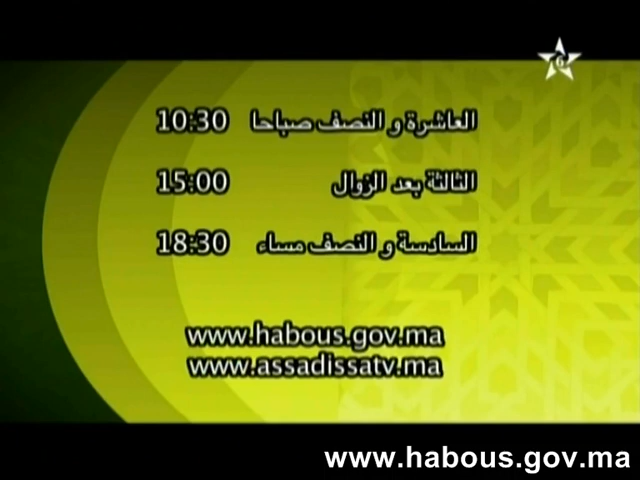 6
العاشرة و النصف صباحا 10:30
الثالثة بعد الزوال 15:00
السادسة و النصف مساء 18:30
www.habous.gov.ma
www.assadissatv.ma
www.habous.gov.ma